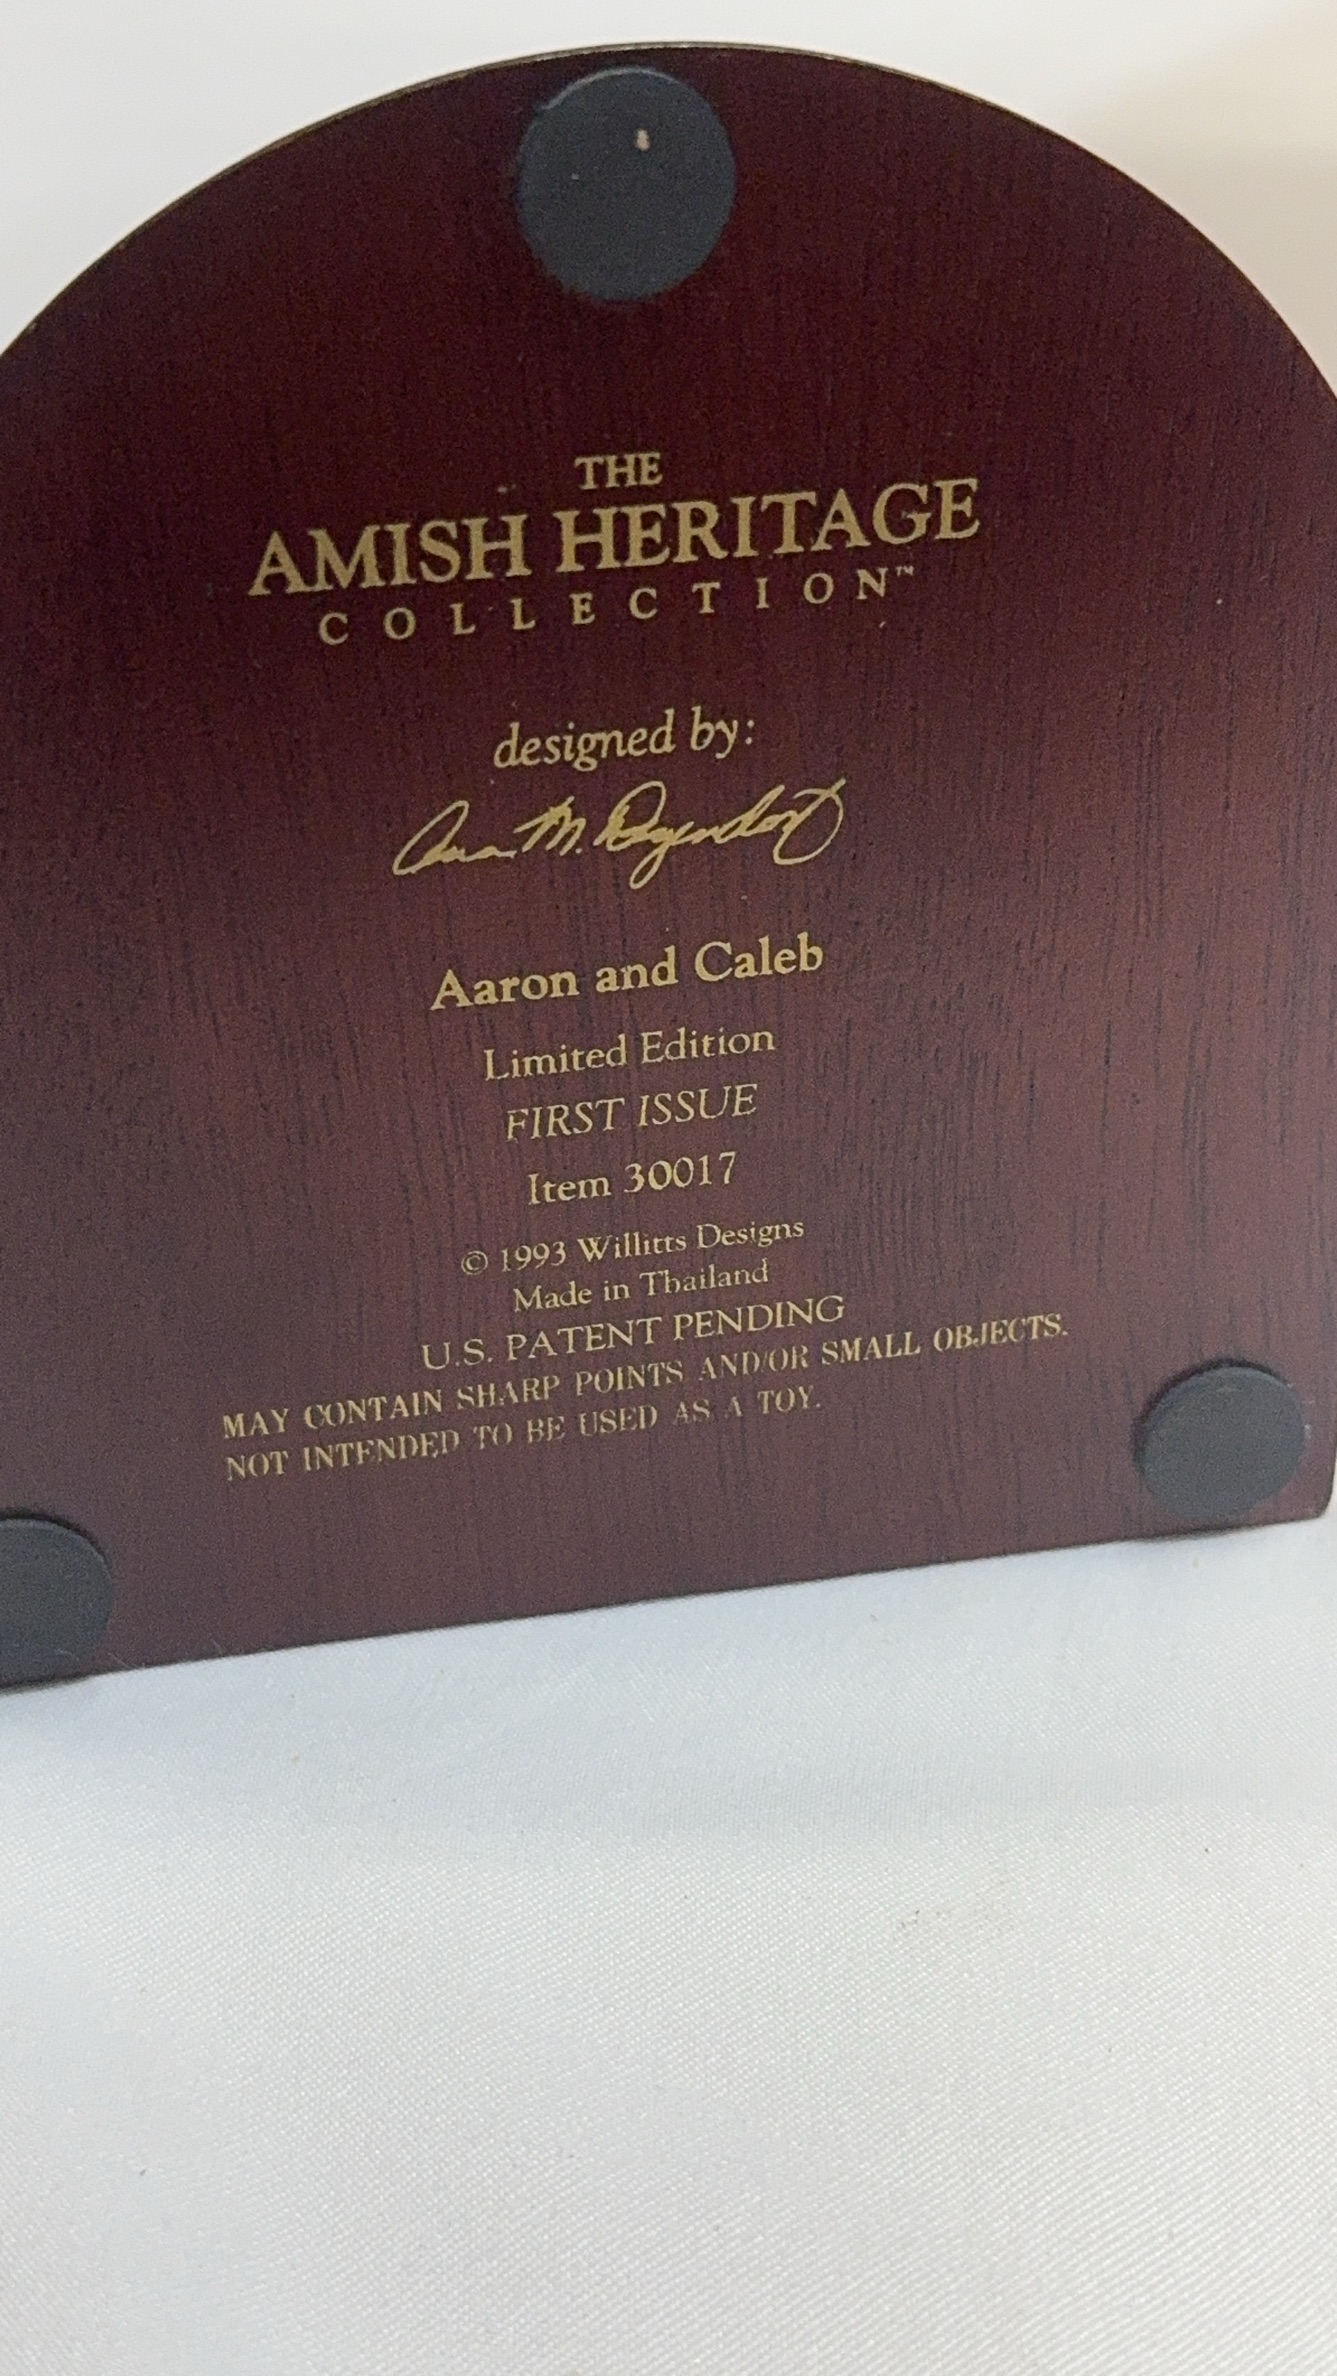 THE
AMISH HERITAGE
COLLECTION™
designed by:
Aaron and Caleb
Limited Edition
FIRST ISSUE
Item 30017
© 1993 Willitts Designs
Made in Thailand
U.S. PATENT PENDING
MAY CONTAIN SHARP POINTS AND/OR SMALL OBJECTS.
NOT INTENDED TO BE USED AS A TOY.